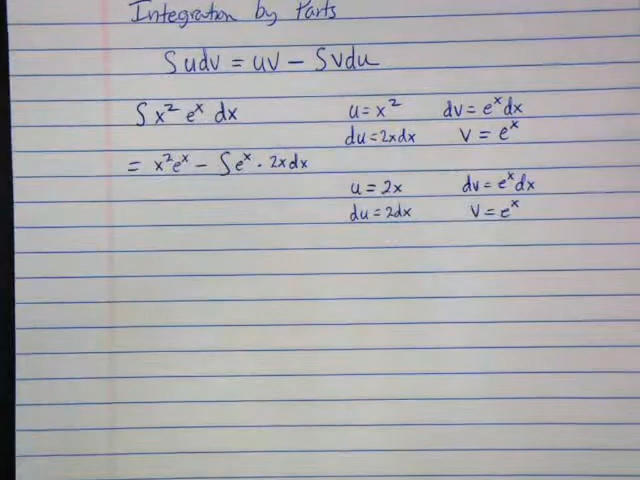 Integration by Parts
∫udv = uv - ∫vdu
∫x² eˣ dx u = x² dv = eˣdx
du = 2xdx v = eˣ
= x²eˣ - ∫eˣ · 2xdx
u = 2x dv = eˣdx
du = 2dx v = eˣ